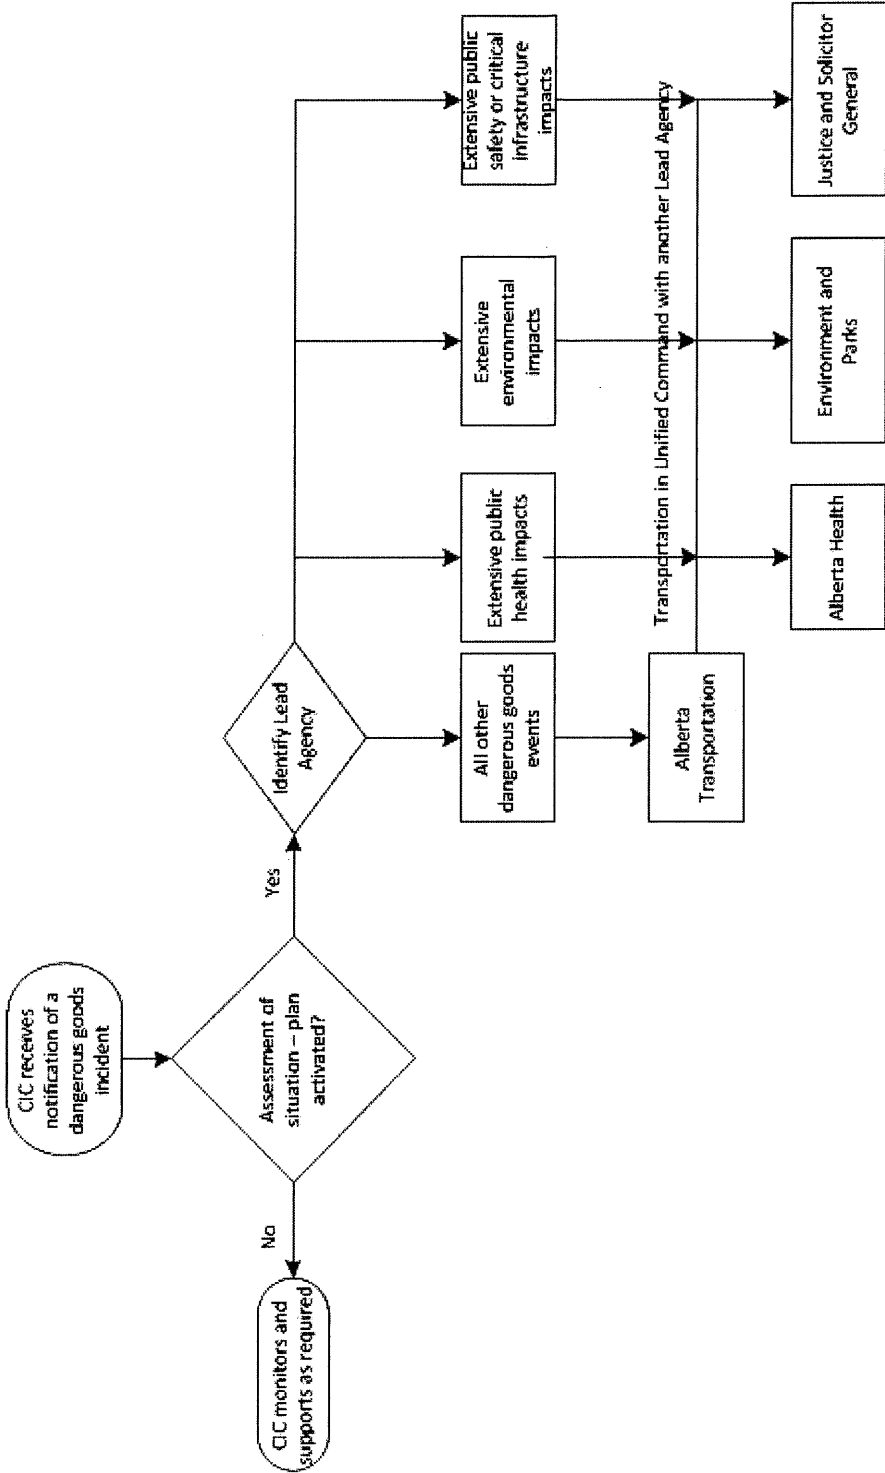 CIC receives
notification of a
dangerous goods
incident
Assessment of
situation – plan
activated?
No
Yes
CIC monitors and
supports as required
Identify Lead
Agency
All other
dangerous goods
events
Extensive public
health impacts
Extensive
environmental
impacts
Extensive public
safety or critical
infrastructure
impacts
Alberta
Transportation
Transportation in Unified Command with another Lead Agency
Alberta Health
Environment and
Parks
Justice and Solicitor
General